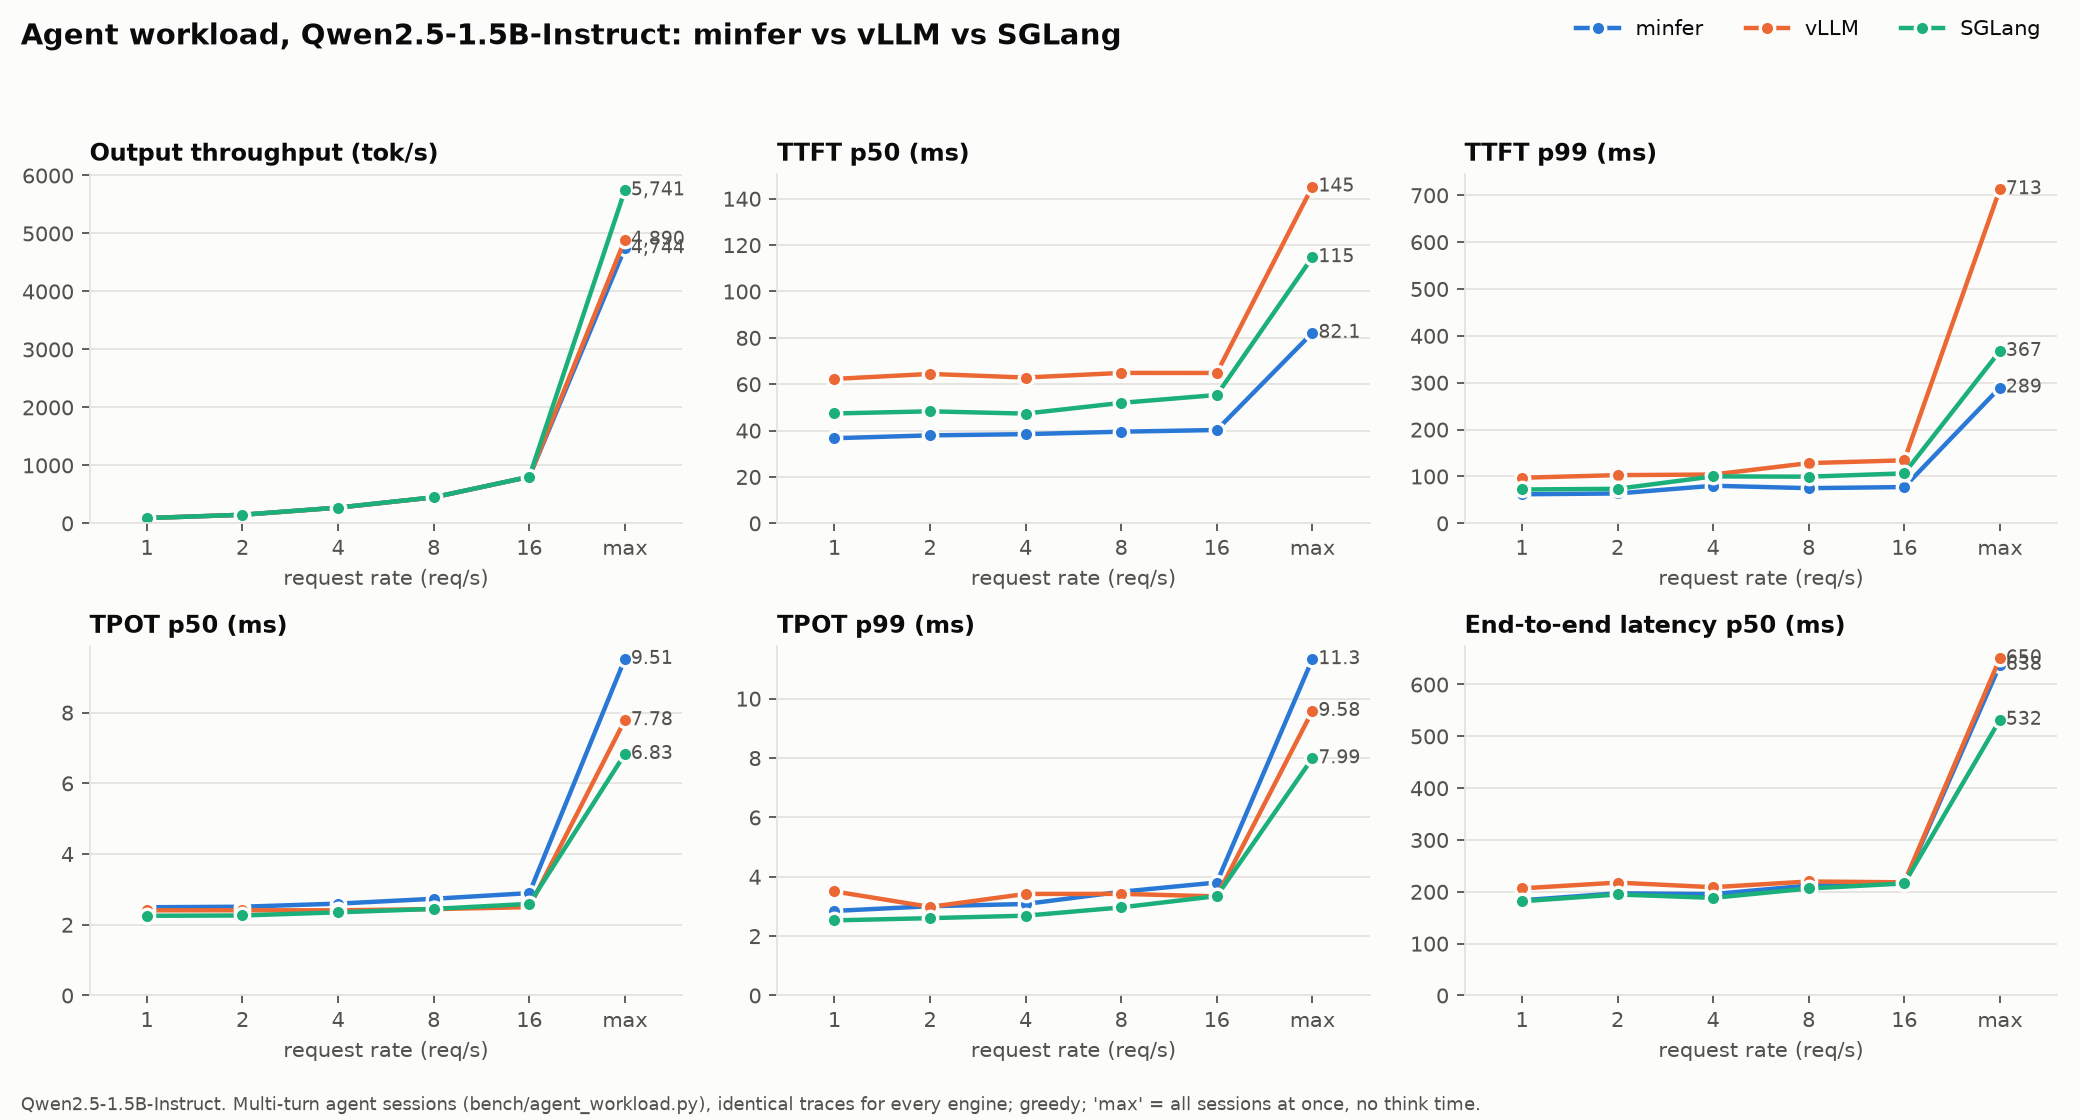 Agent workload, Qwen2.5-1.5B-Instruct: minfer vs vLLM vs SGLang
minfer vLLM SGLang
Output throughput (tok/s)
6000
5000
4000
3000
2000
1000
0
5,741
4,890
4,744
1 2 4 8 16 max
request rate (req/s)
TTFT p50 (ms)
140
120
100
80
60
40
20
0
145
115
82.1
1 2 4 8 16 max
request rate (req/s)
TTFT p99 (ms)
700
600
500
400
300
200
100
0
713
367
289
1 2 4 8 16 max
request rate (req/s)
TPOT p50 (ms)
8
6
4
2
0
9.51
7.78
6.83
1 2 4 8 16 max
request rate (req/s)
TPOT p99 (ms)
10
8
6
4
2
0
11.3
9.58
7.99
1 2 4 8 16 max
request rate (req/s)
End-to-end latency p50 (ms)
600
500
400
300
200
100
0
650
638
532
1 2 4 8 16 max
request rate (req/s)
Qwen2.5-1.5B-Instruct. Multi-turn agent sessions (bench/agent_workload.py), identical traces for every engine; greedy; 'max' = all sessions at once, no think time.